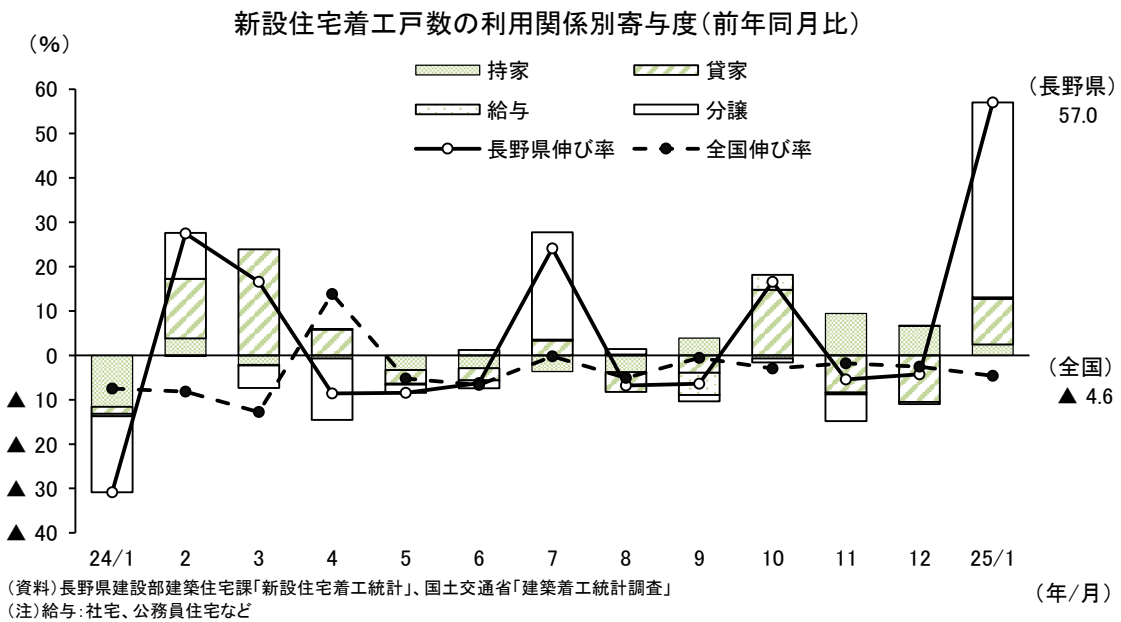 新設住宅着工戸数の利用関係別寄与度（前年同月比）
（％）
持家
貸家
給与
分譲
長野県伸び率
全国伸び率
60
50
40
30
20
10
0
▲ 10
▲ 20
▲ 30
▲ 40
（長野県）
57.0
（全国）
▲ 4.6
24/1 2 3 4 5 6 7 8 9 10 11 12 25/1
（年/月）
（資料）長野県建設部建築住宅課「新設住宅着工統計」、国土交通省「建築着工統計調査」
（注）給与：社宅、公務員住宅など